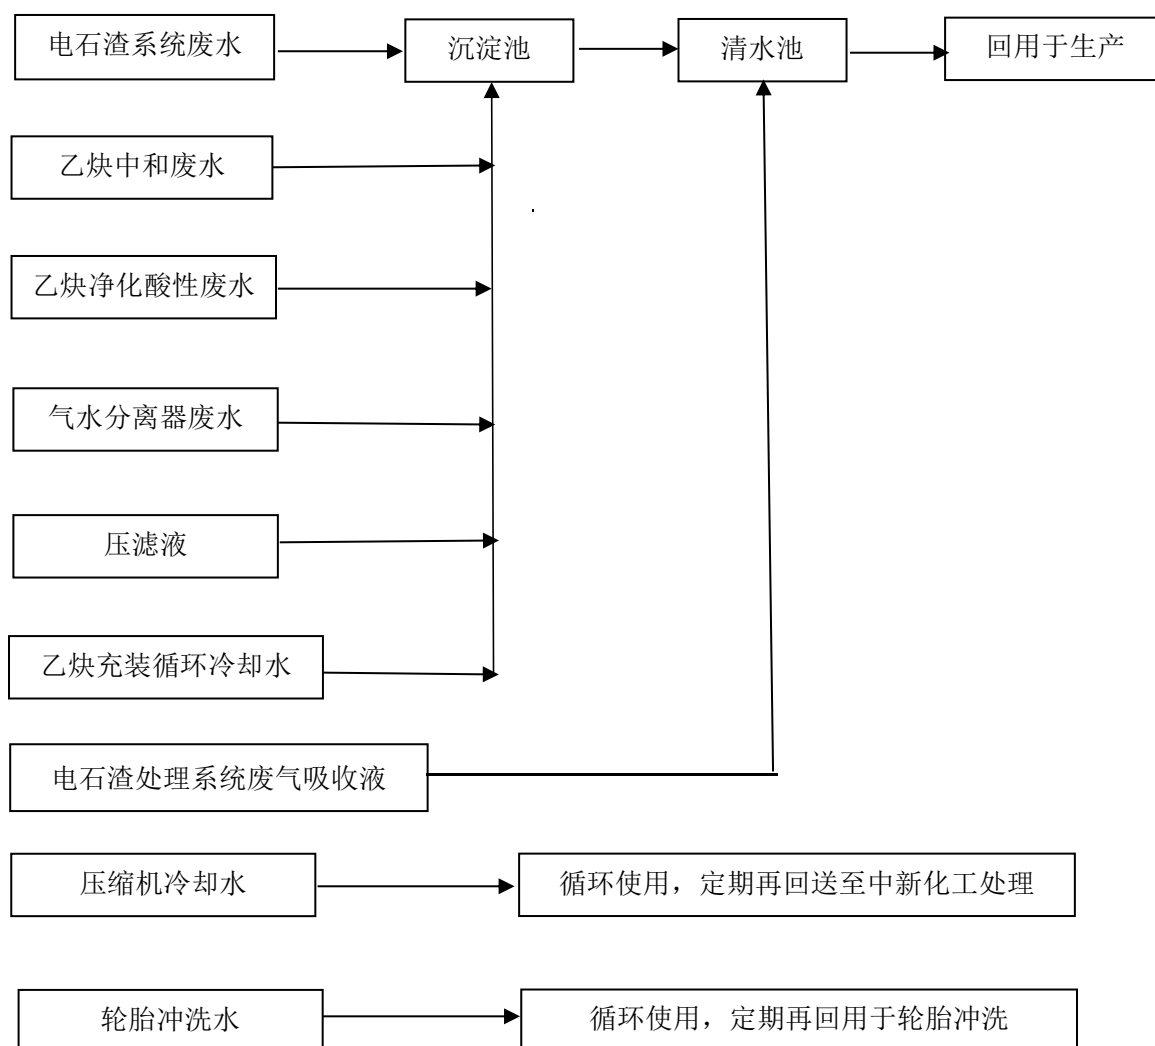 电石渣系统废水
沉淀池
清水池
回用于生产
乙炔中和废水
乙炔净化酸性废水
气水分离器废水
压滤液
乙炔充装循环冷却水
电石渣处理系统废气吸收液
压缩机冷却水
循环使用，定期再回送至中新化工处理
轮胎冲洗水
循环使用，定期再回用于轮胎冲洗